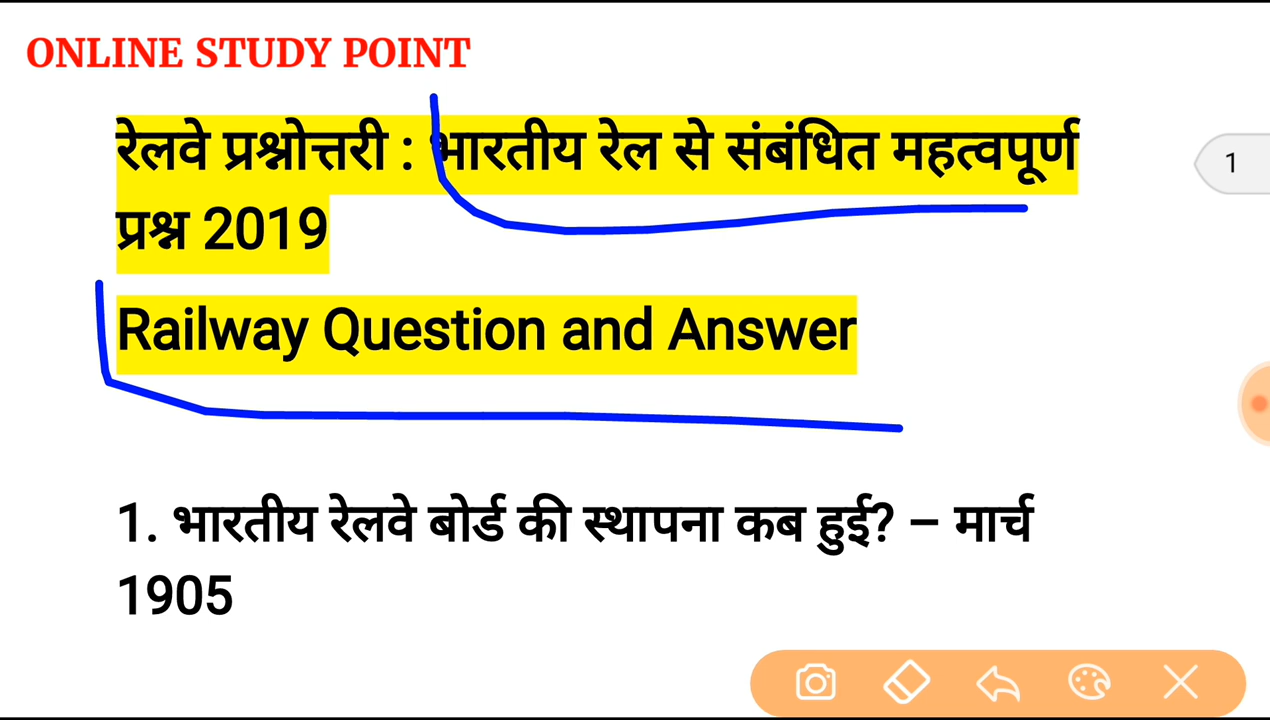 ONLINE STUDY POINT
रेलवे प्रश्नोत्तरी : भारतीय रेल से संबंधित महत्वपूर्ण
प्रश्न 2019
1
Railway Question and Answer
1. भारतीय रेलवे बोर्ड की स्थापना कब हुई? – मार्च
1905